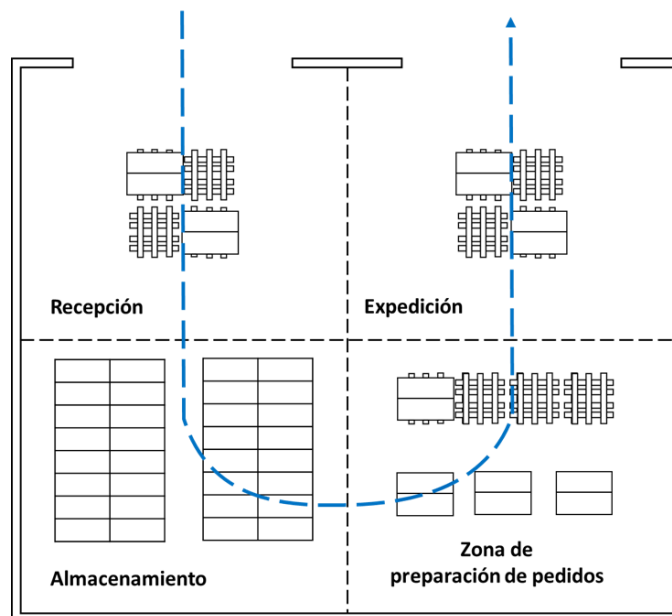 Recepción
Expedición
Almacenamiento
Zona de
preparación de pedidos